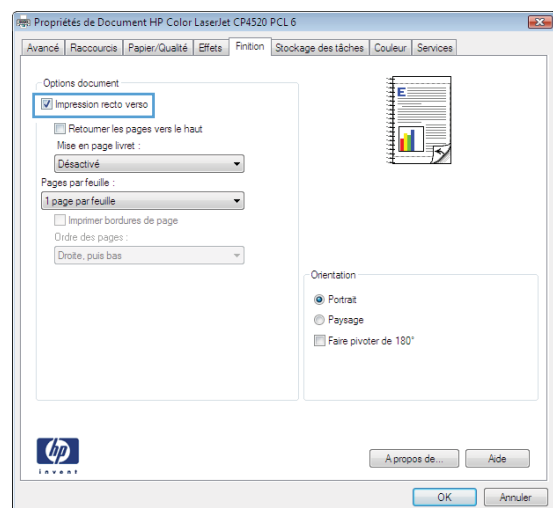 Propriétés de Document HP Color LaserJet CP4520 PCL 6
Avancé Raccourcis Papier/Qualité Effets Finition Stockage des tâches Couleur Services
Options document
Impression recto verso
Retourner les pages vers le haut
Mise en page livret :
Désactivé
Pages par feuille :
1 page par feuille
Imprimer bordures de page
Ordre des pages :
Droite, puis bas
E
Orientation
Portrait
Paysage
Faire pivoter de 180°
hp
invent
A propos de...
Aide
OK
Annuler